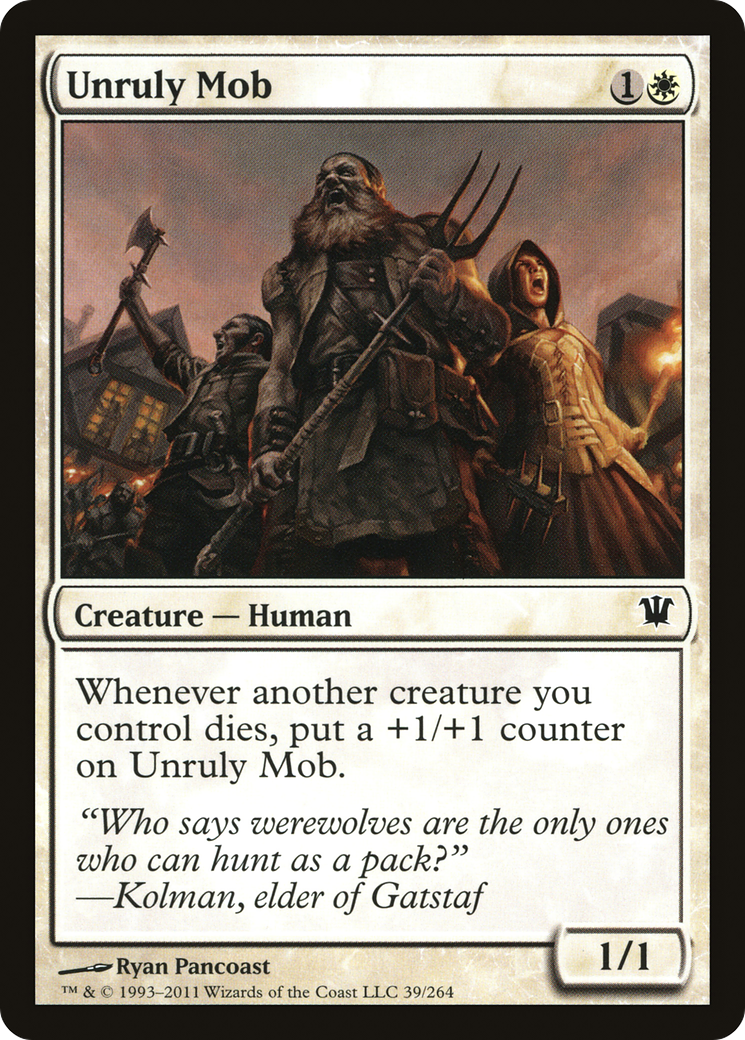 Unruly Mob 1
Creature — Human
Whenever another creature you
control dies, put a +1/+1 counter
on Unruly Mob.
“Who says werewolves are the only ones
who can hunt as a pack?”
—Kolman, elder of Gatstaf
1/1
Ryan Pancoast
™ & © 1993–2011 Wizards of the Coast LLC 39/264